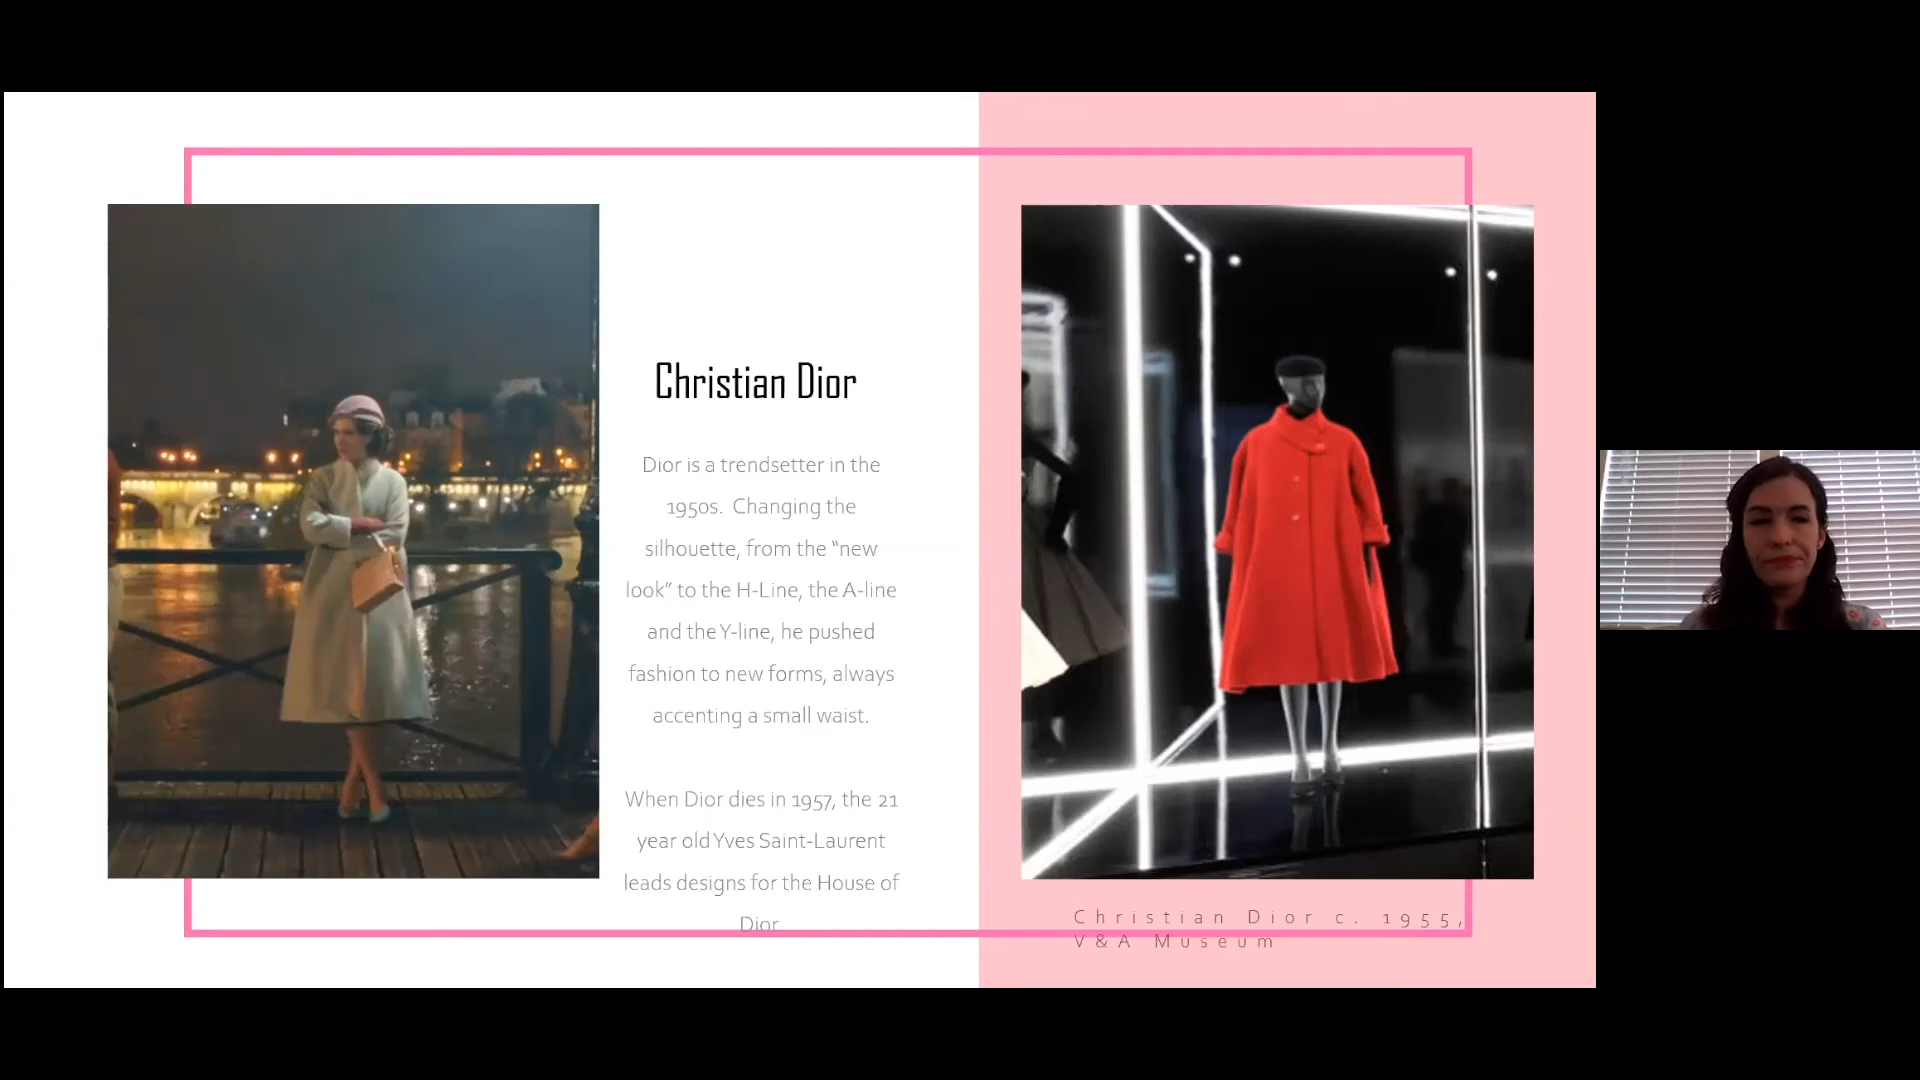 Christian Dior
Dior is a trendsetter in the
1950s.  Changing the
silhouette, from the “new
look” to the H-Line, the A-line
and the Y-line, he pushed
fashion to new forms, always
accenting a small waist.
When Dior dies in 1957, the 21
year old Yves Saint-Laurent
leads designs for the House of
Dior
Christian Dior c. 1955,
V&A Museum